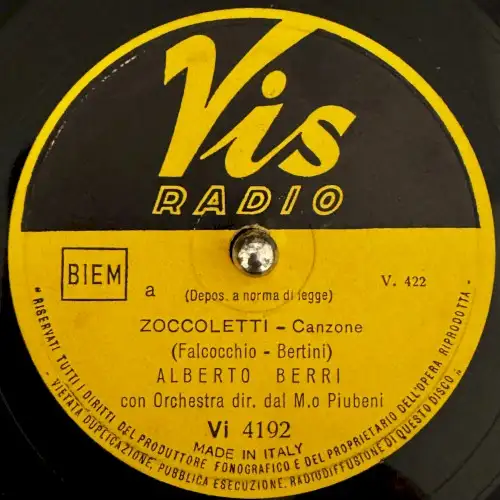 Vis
RADIO
BIEM
a
(Depos. a norma di legge)
V. 422
ZOCCOLETTI - Canzone
(Falcocchio - Bertini)
ALBERTO BERRI
con Orchestra dir. dal M.o Piubeni
Vi 4192
MADE IN ITALY
"RISERVATI TUTTI I DIRITTI DEL PRODUTTORE FONOGRAFICO E DEL PROPRIETARIO DELL'OPERA RIPRODOTTA -
- VIETATA DUPLICAZIONE, PUBBLICA ESECUZIONE, RADIODIFFUSIONE DI QUESTO DISCO"